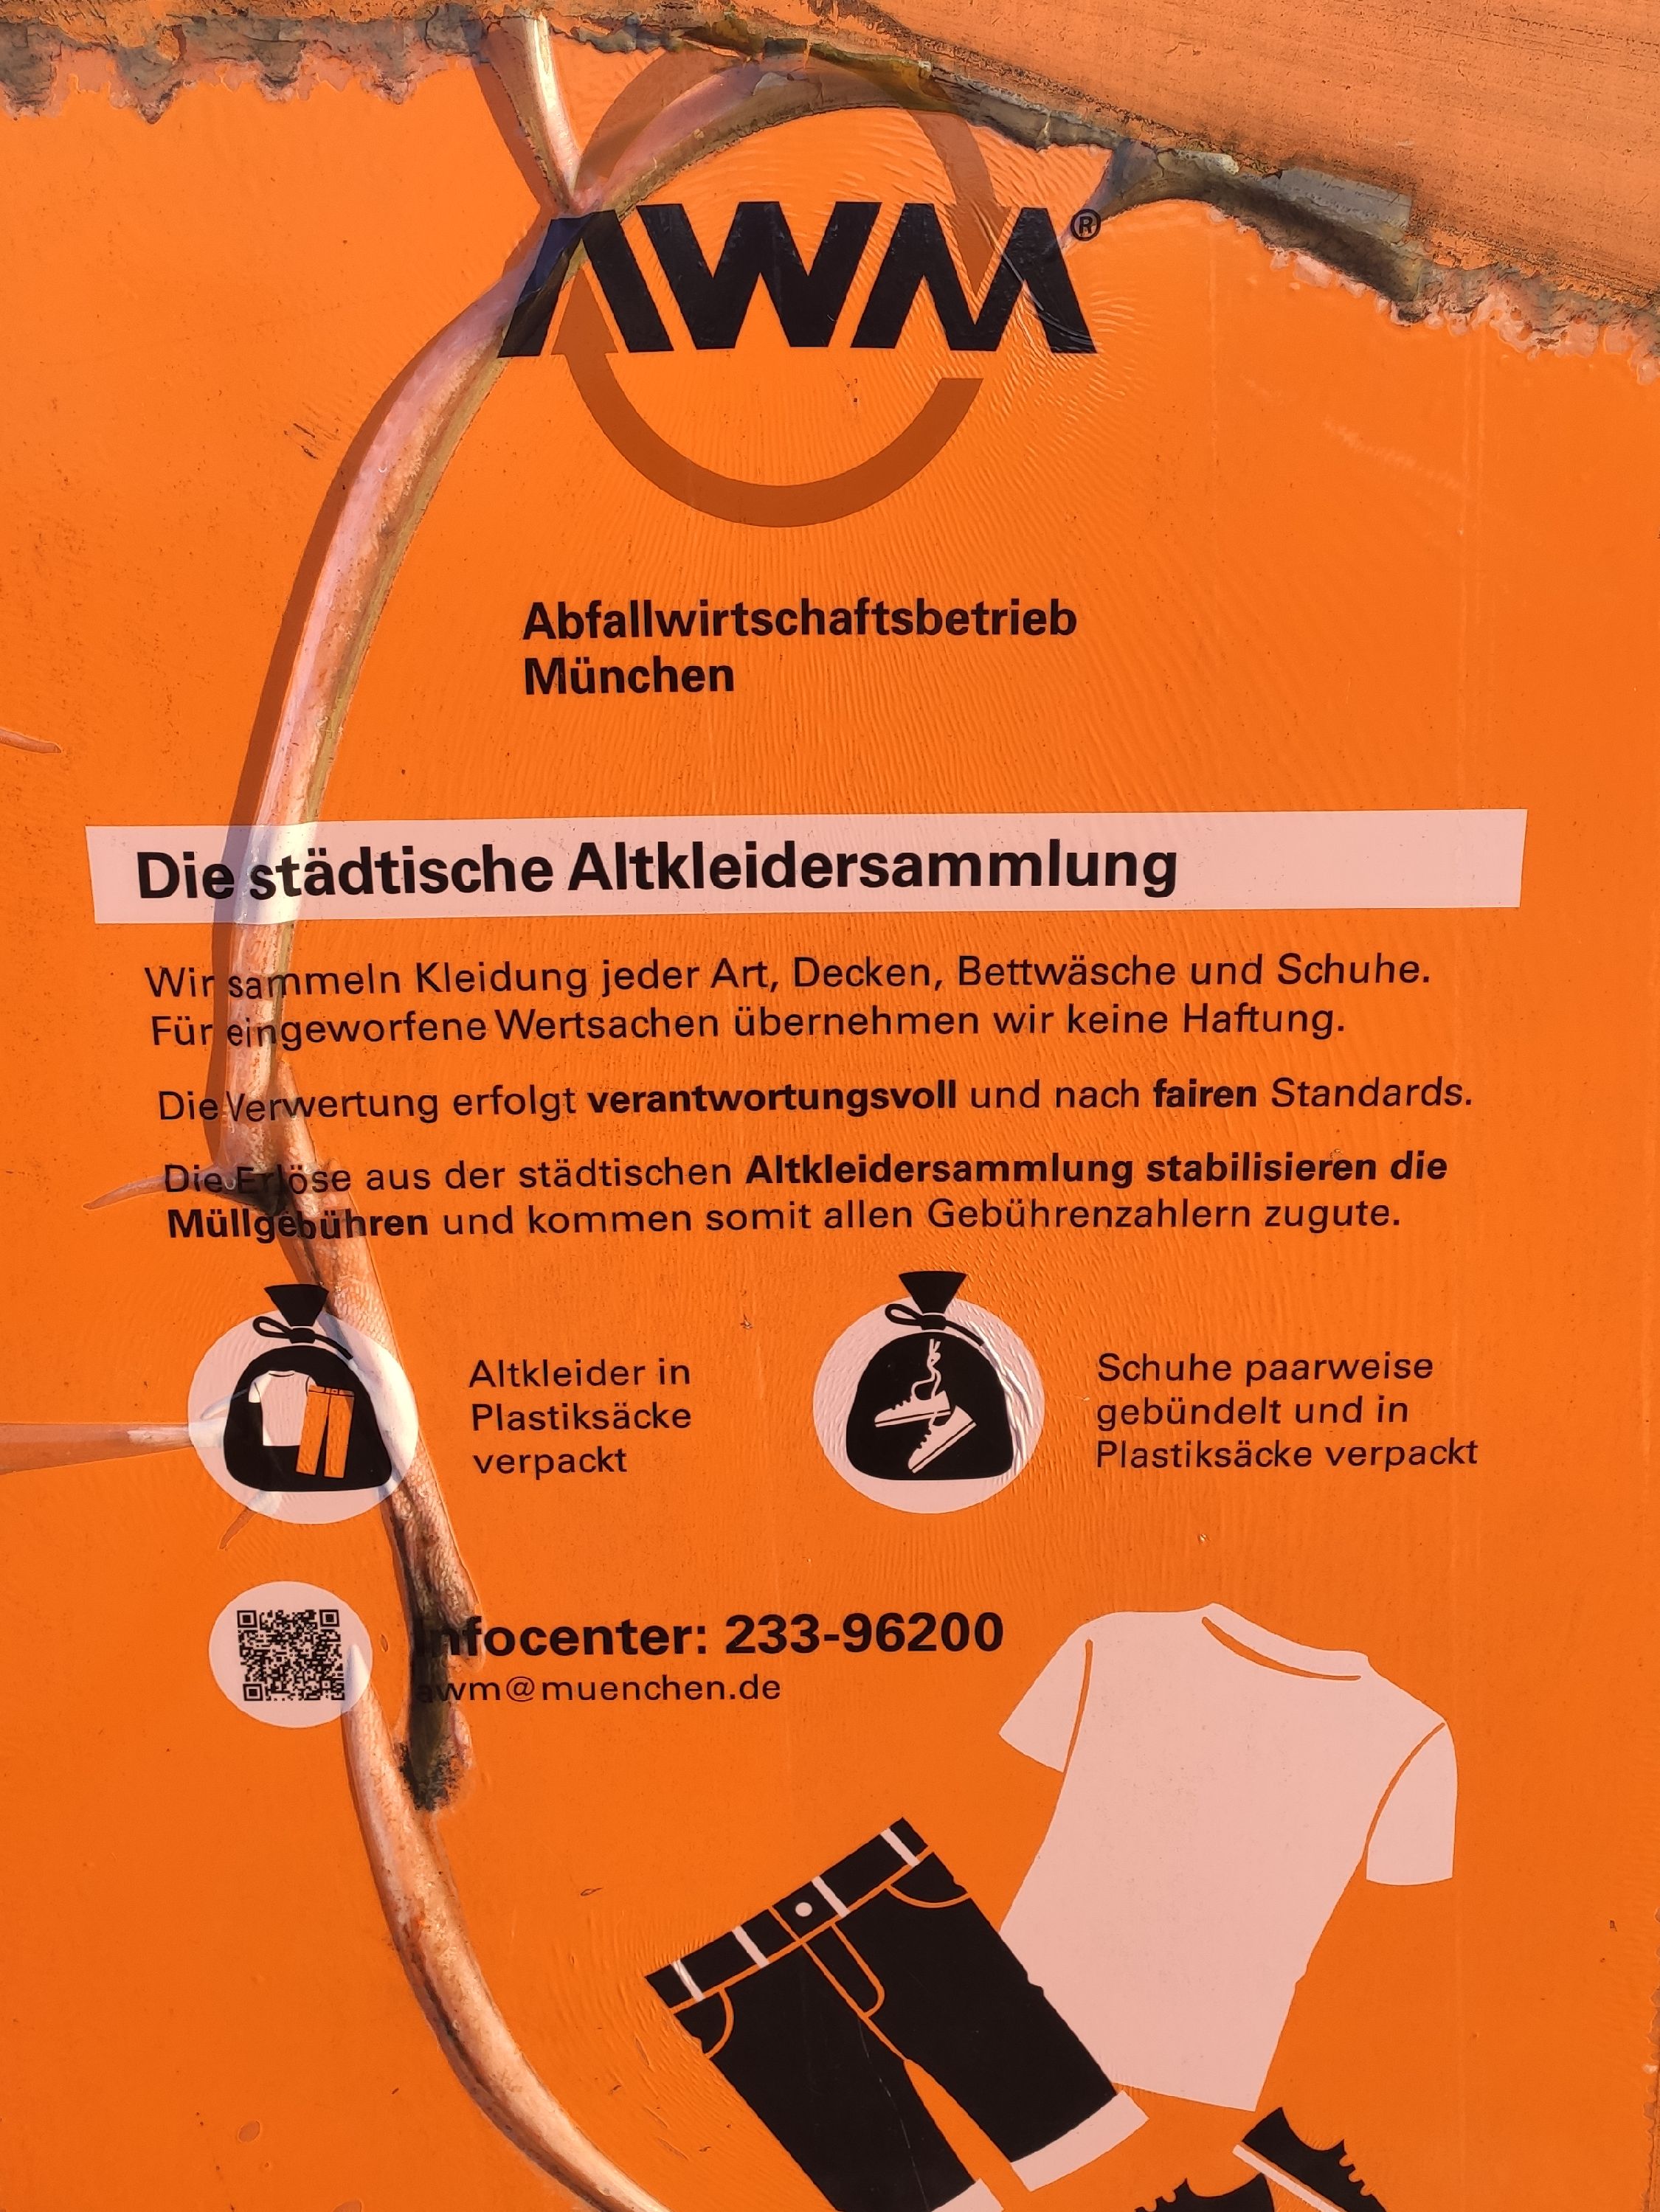 AWM®
Abfallwirtschaftsbetrieb
München
Die städtische Altkleidersammlung
Wir sammeln Kleidung jeder Art, Decken, Bettwäsche und Schuhe.
Für eingeworfene Wertsachen übernehmen wir keine Haftung.
Die Verwertung erfolgt verantwortungsvoll und nach fairen Standards.
Die Erlöse aus der städtischen Altkleidersammlung stabilisieren die
Müllgebühren und kommen somit allen Gebührenzahlern zugute.
Altkleider in
Plastiksäcke
verpackt
Schuhe paarweise
gebündelt und in
Plastiksäcke verpackt
Infocenter: 233-96200
awm@muenchen.de